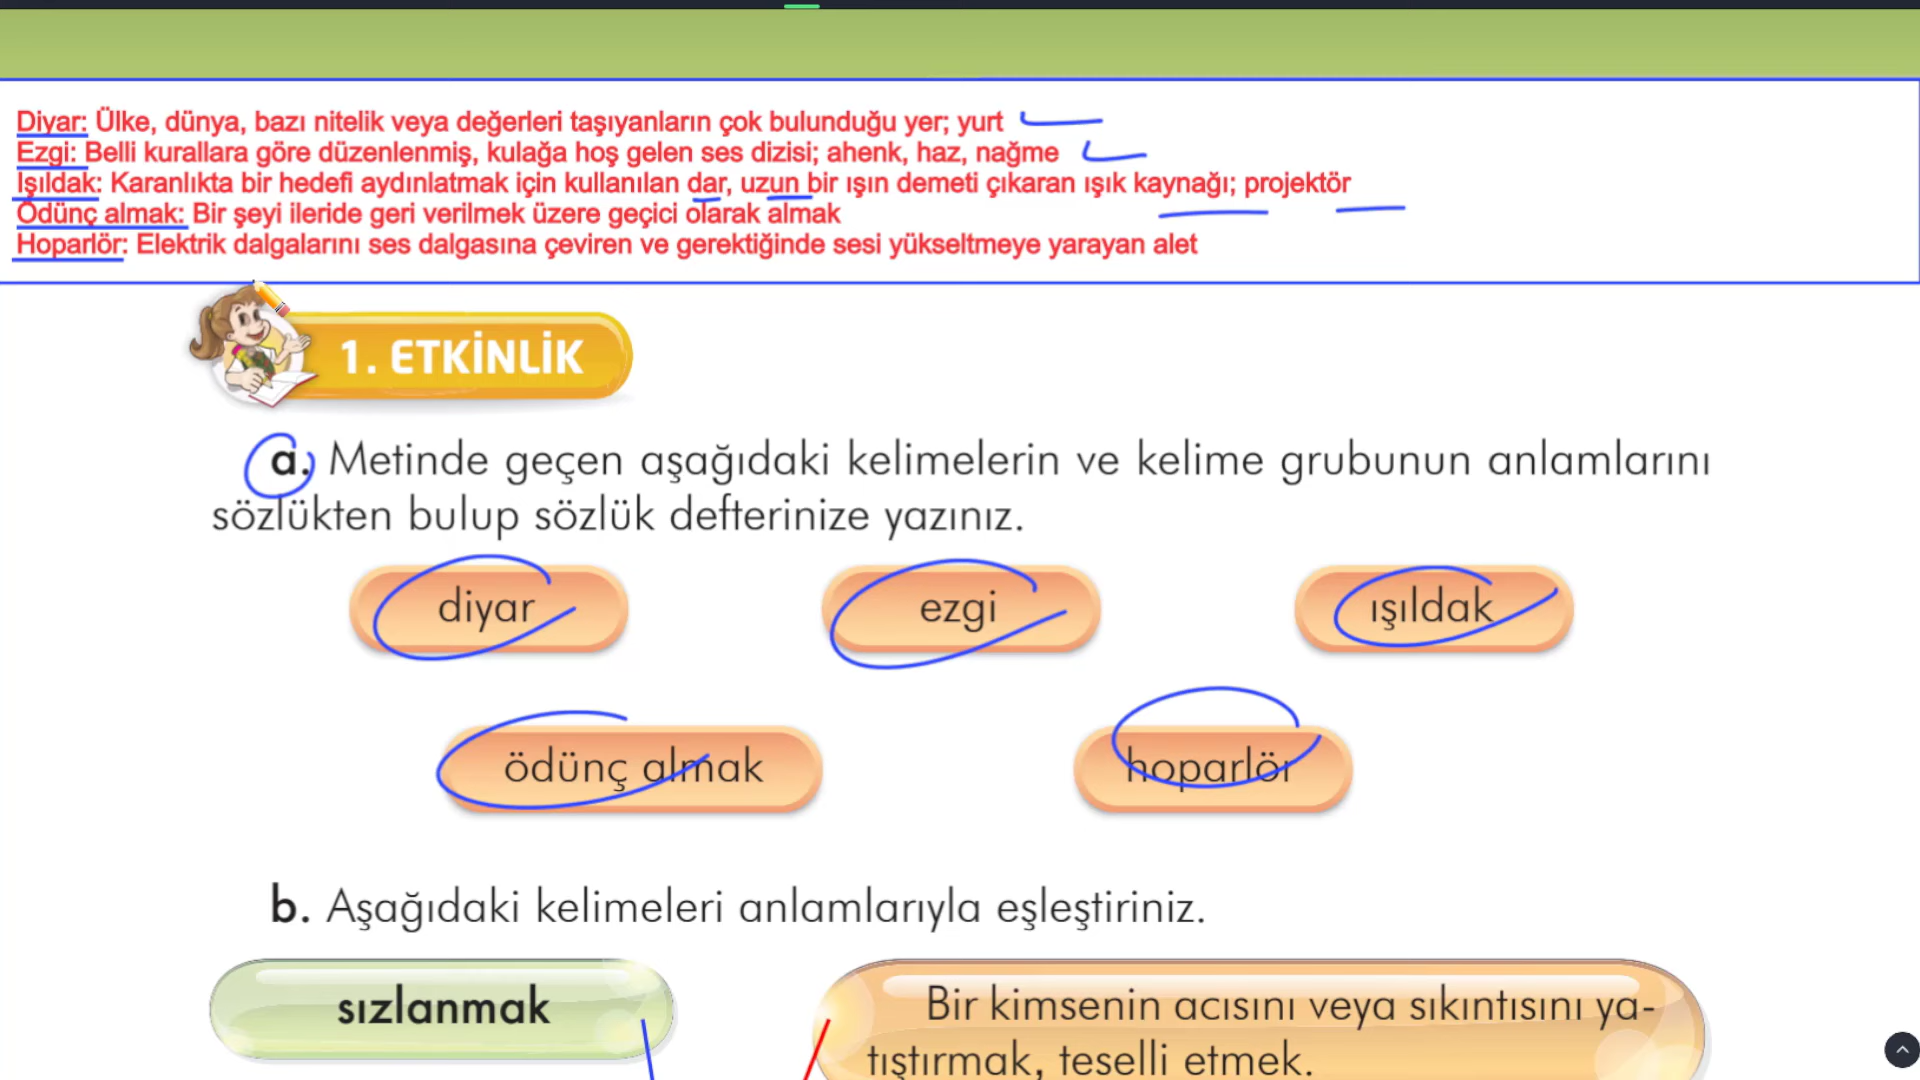 Diyar: Ülke, dünya, bazı nitelik veya değerleri taşıyanların çok bulunduğu yer; yurt
Ezgi: Belli kurallara göre düzenlenmiş, kulağa hoş gelen ses dizisi; ahenk, haz, nağme
Işıldak: Karanlıkta bir hedefi aydınlatmak için kullanılan dar, uzun bir ışın demeti çıkaran ışık kaynağı; projektör
Ödünç almak: Bir şeyi ileride geri verilmek üzere geçici olarak almak
Hoparlör: Elektrik dalgalarını ses dalgasına çeviren ve gerektiğinde sesi yükseltmeye yarayan alet
1. ETKİNLİK
a. Metinde geçen aşağıdaki kelimelerin ve kelime grubunun anlamlarını
sözlükten bulup sözlük defterinize yazınız.
diyar
ezgi
ışıldak
ödünç almak
hoparlör
b. Aşağıdaki kelimeleri anlamlarıyla eşleştiriniz.
sızlanmak
Bir kimsenin acısını veya sıkıntısını ya-
tıştırmak, teselli etmek.